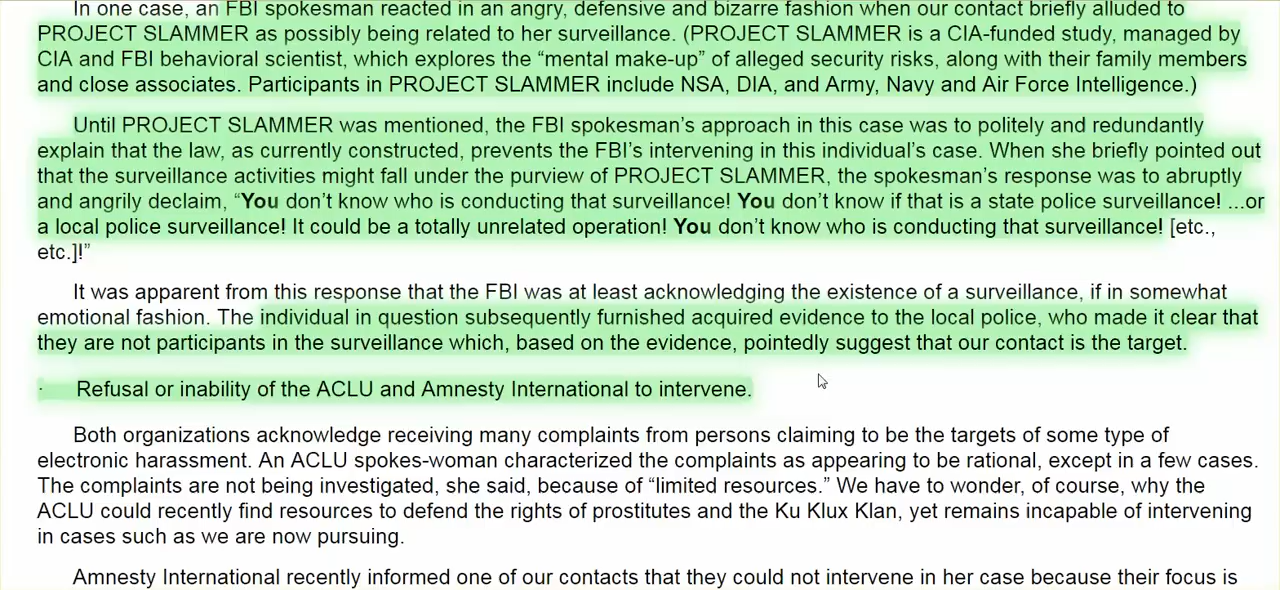 In one case, an FBI spokesman reacted in an angry, defensive and bizarre fashion when our contact briefly alluded to
PROJECT SLAMMER as possibly being related to her surveillance. (PROJECT SLAMMER is a CIA-funded study, managed by
CIA and FBI behavioral scientist, which explores the “mental make-up” of alleged security risks, along with their family members
and close associates. Participants in PROJECT SLAMMER include NSA, DIA, and Army, Navy and Air Force Intelligence.)
Until PROJECT SLAMMER was mentioned, the FBI spokesman’s approach in this case was to politely and redundantly
explain that the law, as currently constructed, prevents the FBI’s intervening in this individual’s case. When she briefly pointed out
that the surveillance activities might fall under the purview of PROJECT SLAMMER, the spokesman’s response was to abruptly
and angrily declaim, “You don’t know who is conducting that surveillance! You don’t know if that is a state police surveillance! ...or
a local police surveillance! It could be a totally unrelated operation! You don’t know who is conducting that surveillance! [etc.,
etc.]!”
It was apparent from this response that the FBI was at least acknowledging the existence of a surveillance, if in somewhat
emotional fashion. The individual in question subsequently furnished acquired evidence to the local police, who made it clear that
they are not participants in the surveillance which, based on the evidence, pointedly suggest that our contact is the target.
· Refusal or inability of the ACLU and Amnesty International to intervene.
Both organizations acknowledge receiving many complaints from persons claiming to be the targets of some type of
electronic harassment. An ACLU spokes-woman characterized the complaints as appearing to be rational, except in a few cases.
The complaints are not being investigated, she said, because of “limited resources.” We have to wonder, of course, why the
ACLU could recently find resources to defend the rights of prostitutes and the Ku Klux Klan, yet remains incapable of intervening
in cases such as we are now pursuing.
Amnesty International recently informed one of our contacts that they could not intervene in her case because their focus is